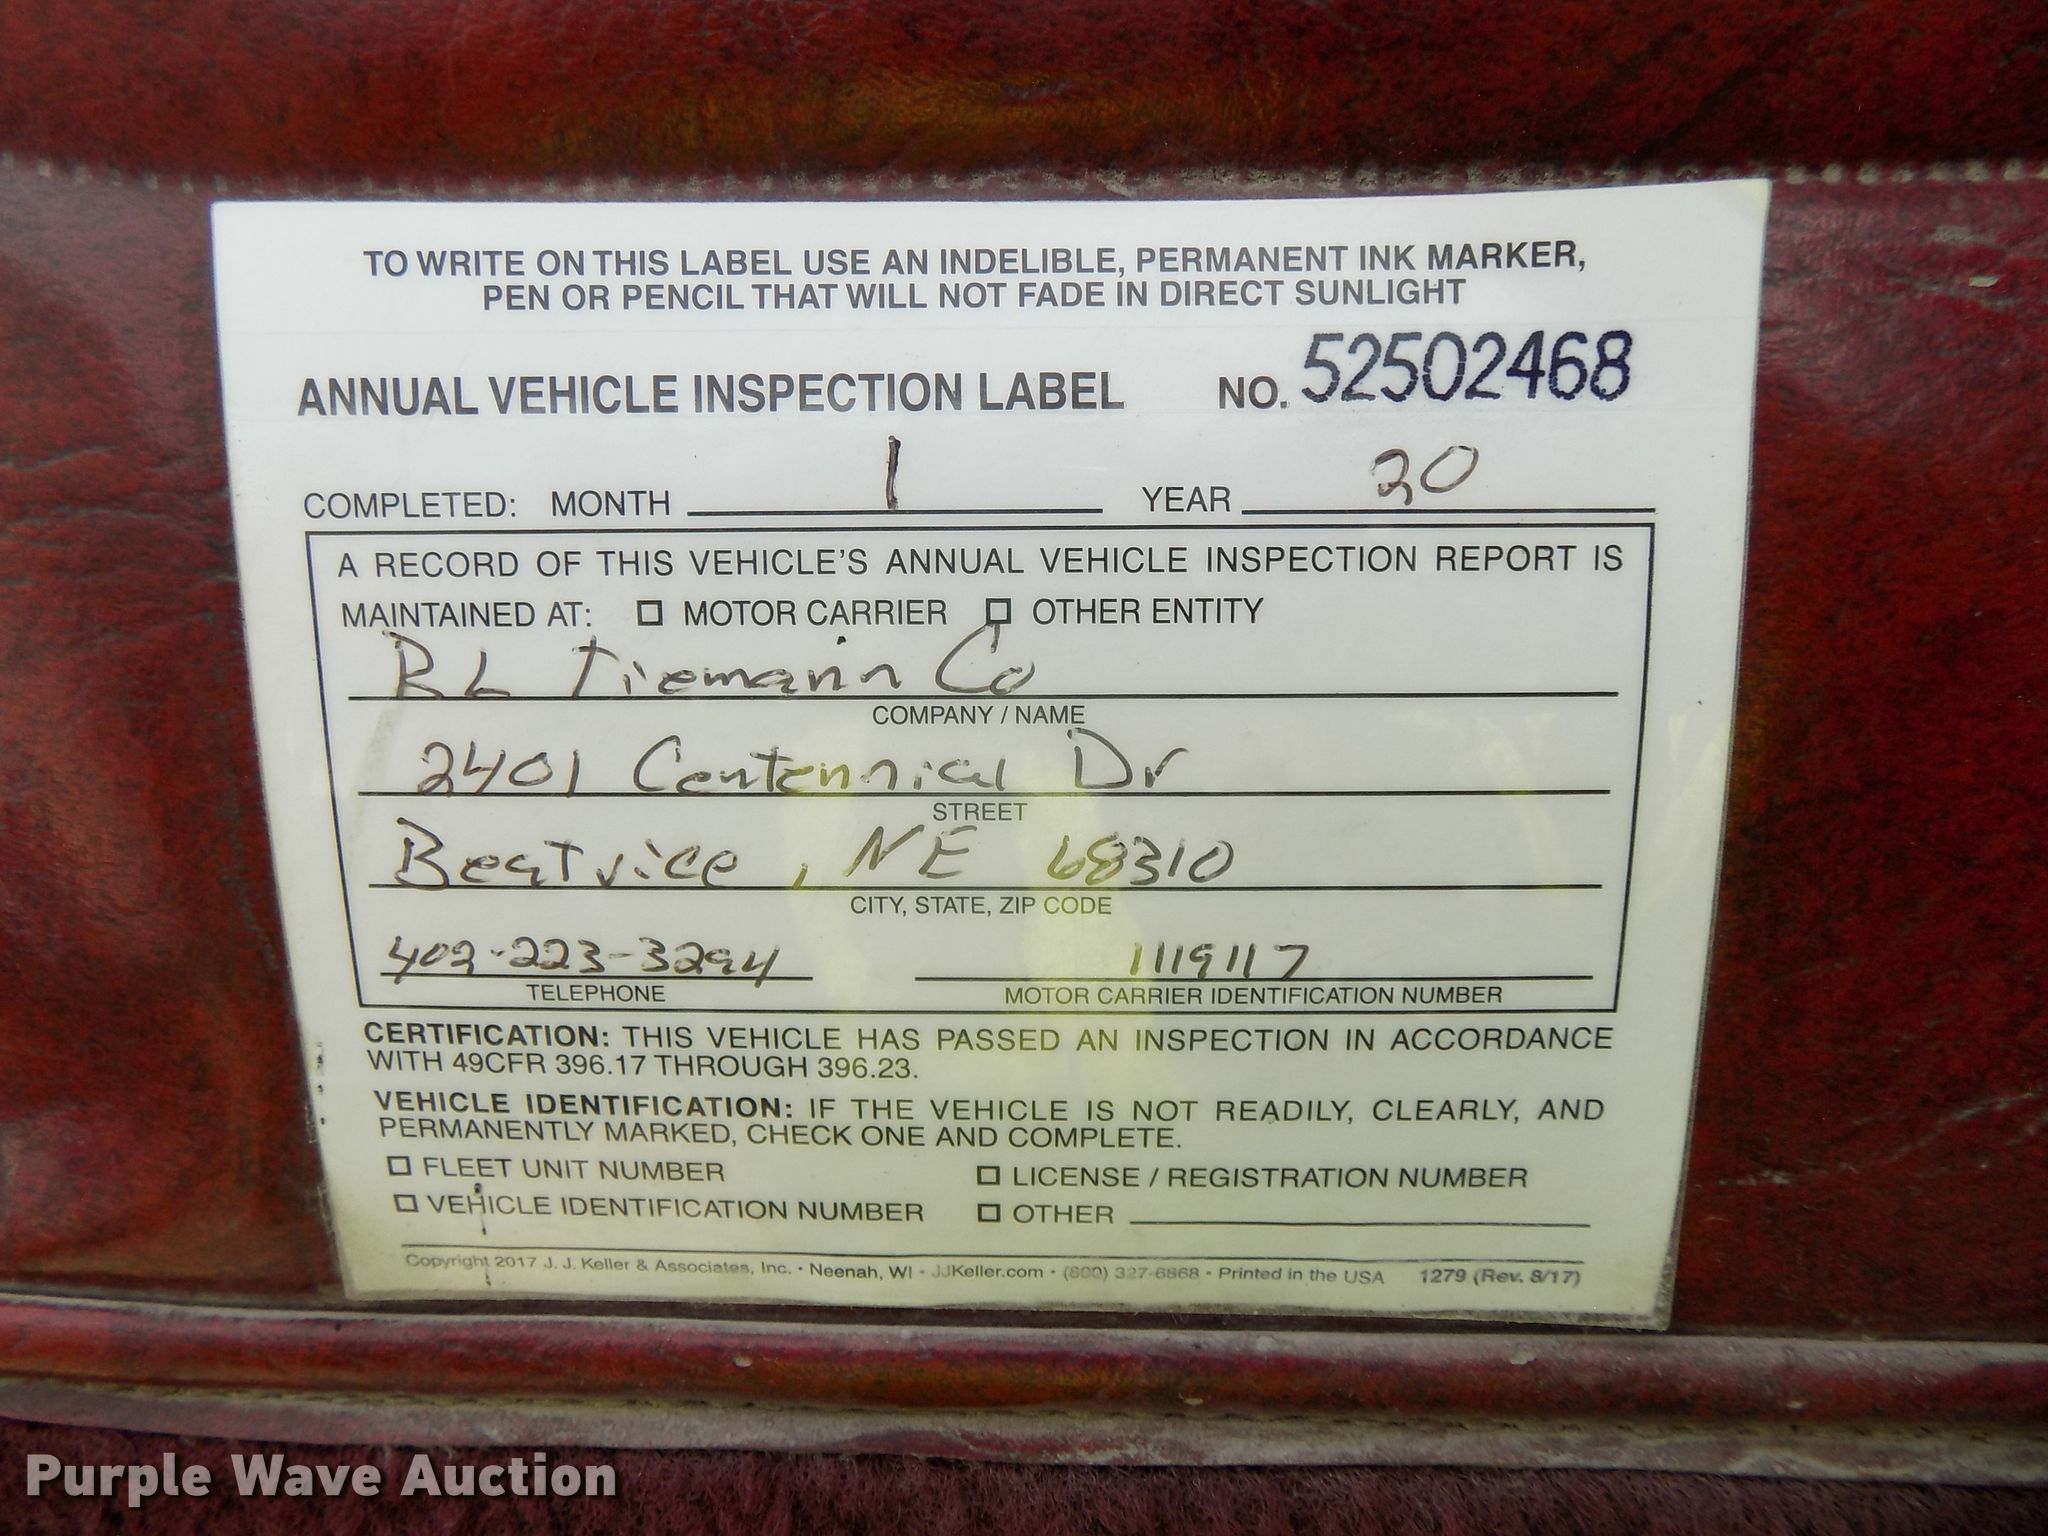 TO WRITE ON THIS LABEL USE AN INDELIBLE, PERMANENT INK MARKER,
PEN OR PENCIL THAT WILL NOT FADE IN DIRECT SUNLIGHT
ANNUAL VEHICLE INSPECTION LABEL NO. 52502468
COMPLETED: MONTH 1 YEAR 20
A RECORD OF THIS VEHICLE'S ANNUAL VEHICLE INSPECTION REPORT IS
MAINTAINED AT: ☐ MOTOR CARRIER ☐ OTHER ENTITY
RL Tiemann Co
COMPANY / NAME
2401 Centennial Dr
STREET
Beatrice, NE 68310
CITY, STATE, ZIP CODE
402-223-3294 1119117
TELEPHONE MOTOR CARRIER IDENTIFICATION NUMBER
CERTIFICATION: THIS VEHICLE HAS PASSED AN INSPECTION IN ACCORDANCE
WITH 49CFR 396.17 THROUGH 396.23.
VEHICLE IDENTIFICATION: IF THE VEHICLE IS NOT READILY, CLEARLY, AND
PERMANENTLY MARKED, CHECK ONE AND COMPLETE.
☐ FLEET UNIT NUMBER ☐ LICENSE / REGISTRATION NUMBER
☐ VEHICLE IDENTIFICATION NUMBER ☐ OTHER
Copyright 2017 J. J. Keller & Associates, Inc. • Neenah, WI • JJKeller.com • (800) 327-6868 • Printed in the USA 1279 (Rev. 8/17)
Purple Wave Auction